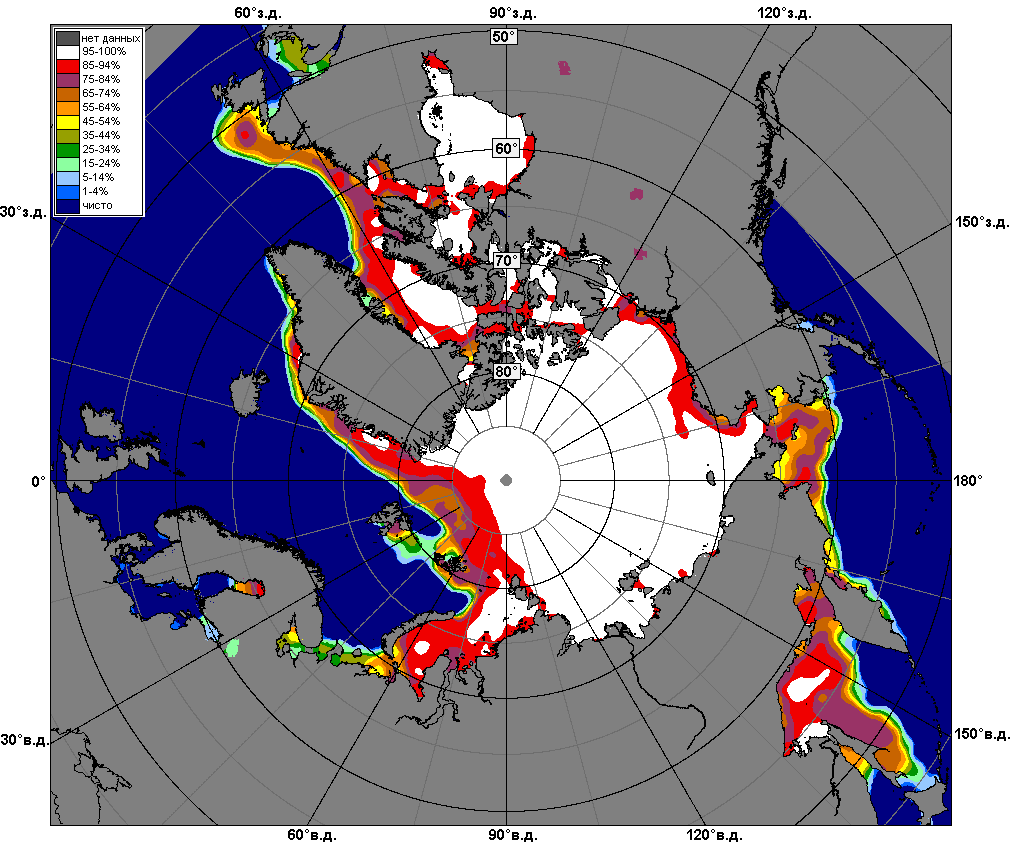 60°з.д.
90°з.д.
120°з.д.
50°
нет данных
95-100%
85-94%
75-84%
65-74%
55-64%
45-54%
35-44%
25-34%
15-24%
5-14%
1-4%
чисто
60°
30°з.д.
150°з.д.
70°
80°
0°
180°
30°в.д.
150°в.д.
60°в.д.
90°в.д.
120°в.д.